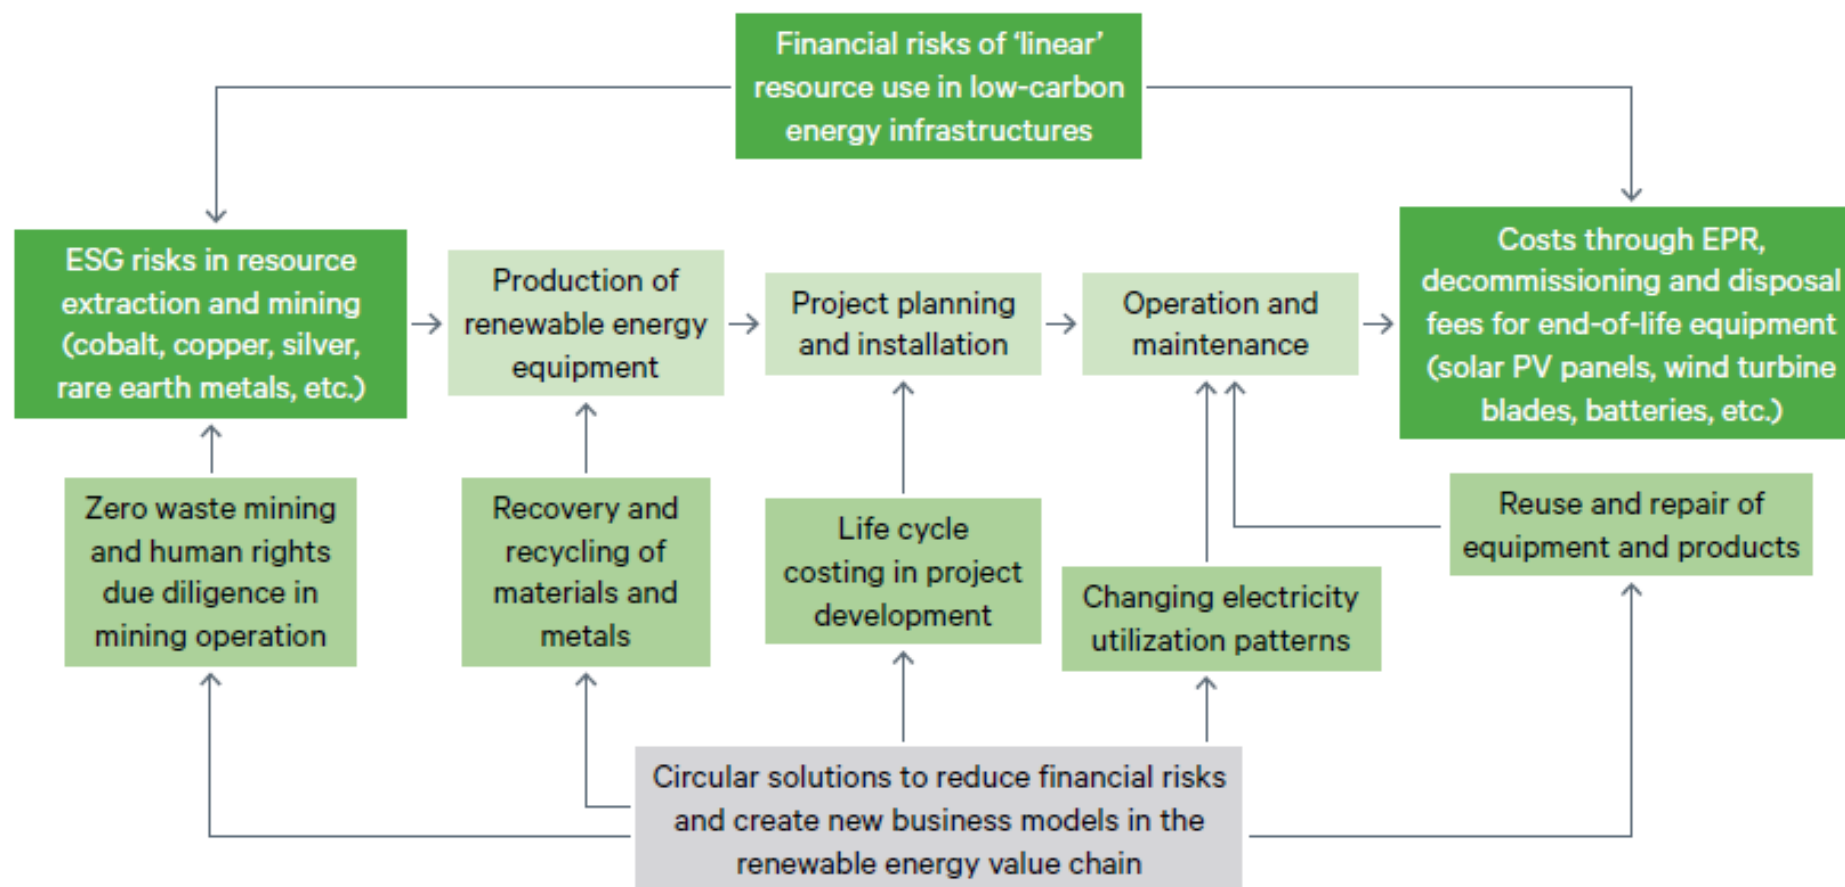 Financial risks of ‘linear’
resource use in low-carbon
energy infrastructures
ESG risks in resource
extraction and mining
(cobalt, copper, silver,
rare earth metals, etc.)
Production of
renewable energy
equipment
Project planning
and installation
Operation and
maintenance
Costs through EPR,
decommissioning and disposal
fees for end-of-life equipment
(solar PV panels, wind turbine
blades, batteries, etc.)
Zero waste mining
and human rights
due diligence in
mining operation
Recovery and
recycling of
materials and
metals
Life cycle
costing in project
development
Changing electricity
utilization patterns
Reuse and repair of
equipment and products
Circular solutions to reduce financial risks
and create new business models in the
renewable energy value chain